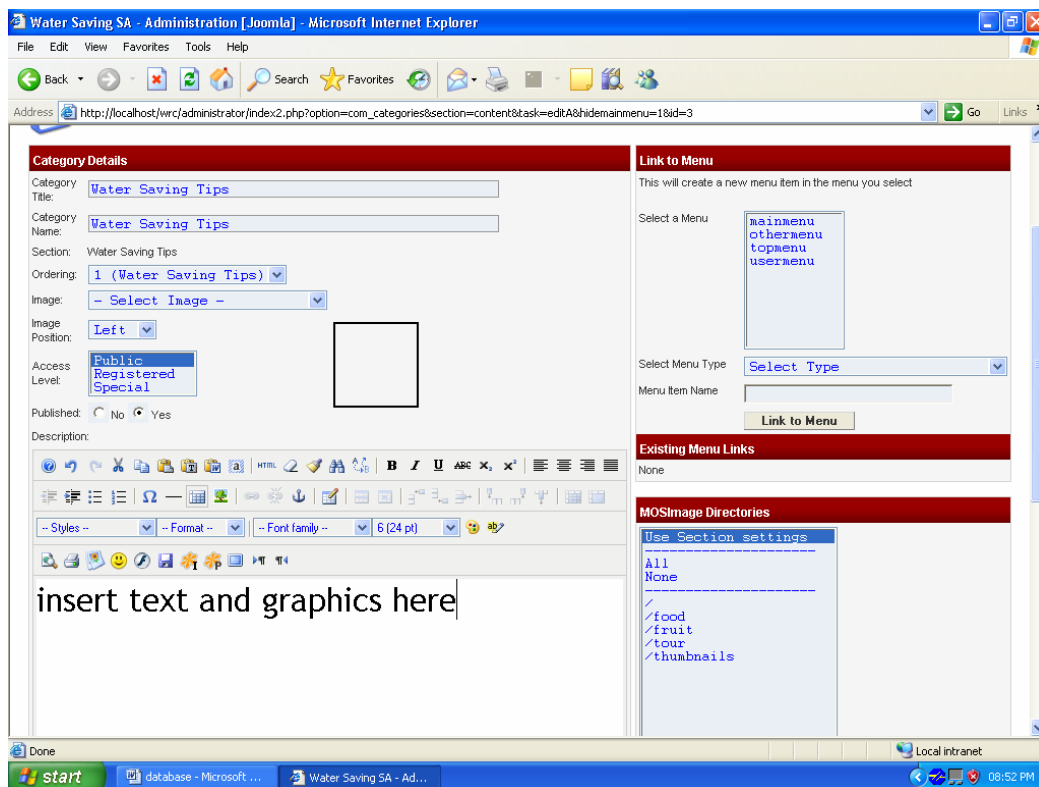 Water Saving SA - Administration [Joomla] - Microsoft Internet Explorer
File Edit View Favorites Tools Help
Back Search Favorites
Address http://localhost/wrc/administrator/index2.php?option=com_categories&section=content&task=editA&hidemainmenu=1&id=3 Go Links
Category Details
Category Title: Water Saving Tips
Category Name: Water Saving Tips
Section: Water Saving Tips
Ordering: 1 (Water Saving Tips)
Image: - Select Image -
Image Position: Left
Access Level: Public
Registered
Special
Published: No Yes
Description:
HTML B I U ABC x₂ x²
-- Styles -- -- Format -- -- Font family -- 6 (24 pt)
insert text and graphics here
Link to Menu
This will create a new menu item in the menu you select
Select a Menu mainmenu
othermenu
topmenu
usermenu
Select Menu Type Select Type
Menu Item Name
Link to Menu
Existing Menu Links
None
MOSImage Directories
Use Section settings
---------------------
All
None
---------------------
/
/food
/fruit
/tour
/thumbnails
Done Local intranet
start database - Microsoft ... Water Saving SA - Ad... 08:52 PM